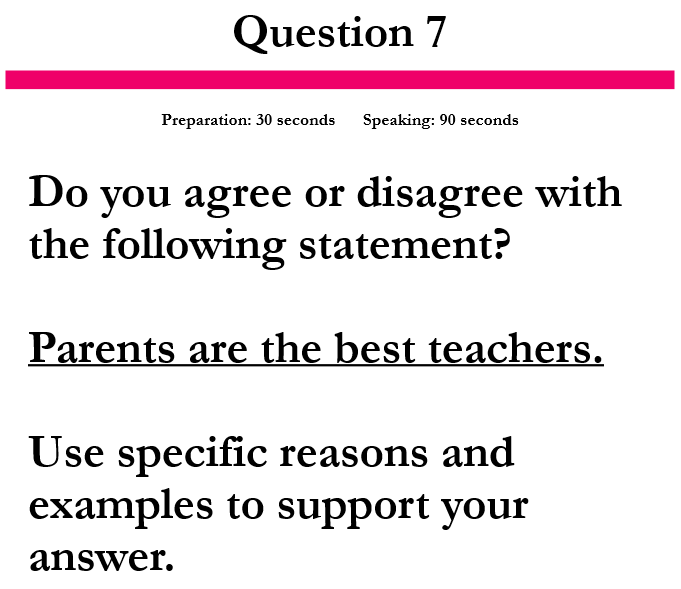 Question 7
Preparation: 30 seconds Speaking: 90 seconds
Do you agree or disagree with
the following statement?
Parents are the best teachers.
Use specific reasons and
examples to support your
answer.